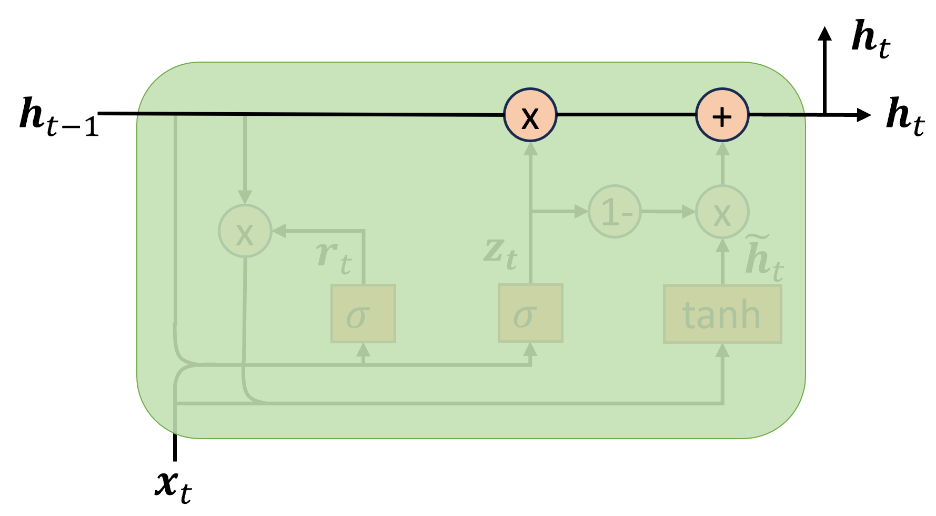 h_t
h_{t-1} x + h_t
1- x
x r_t z_t h̃_t
σ σ tanh
x_t